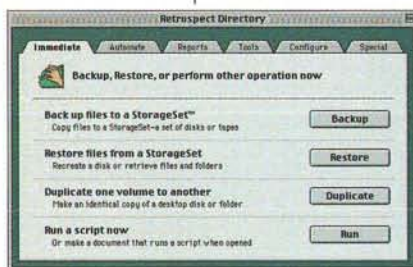 Retrospect Directory
Immediate Automate Reports Tools Configure Special
Backup, Restore, or perform other operation now
Back up files to a StorageSet™
Copy files to a StorageSet-a set of disks or tapes
Backup
Restore files from a StorageSet
Recreate a disk or retrieve files and folders
Restore
Duplicate one volume to another
Make an identical copy of a desktop disk or folder
Duplicate
Run a script now
Or make a document that runs a script when opened
Run